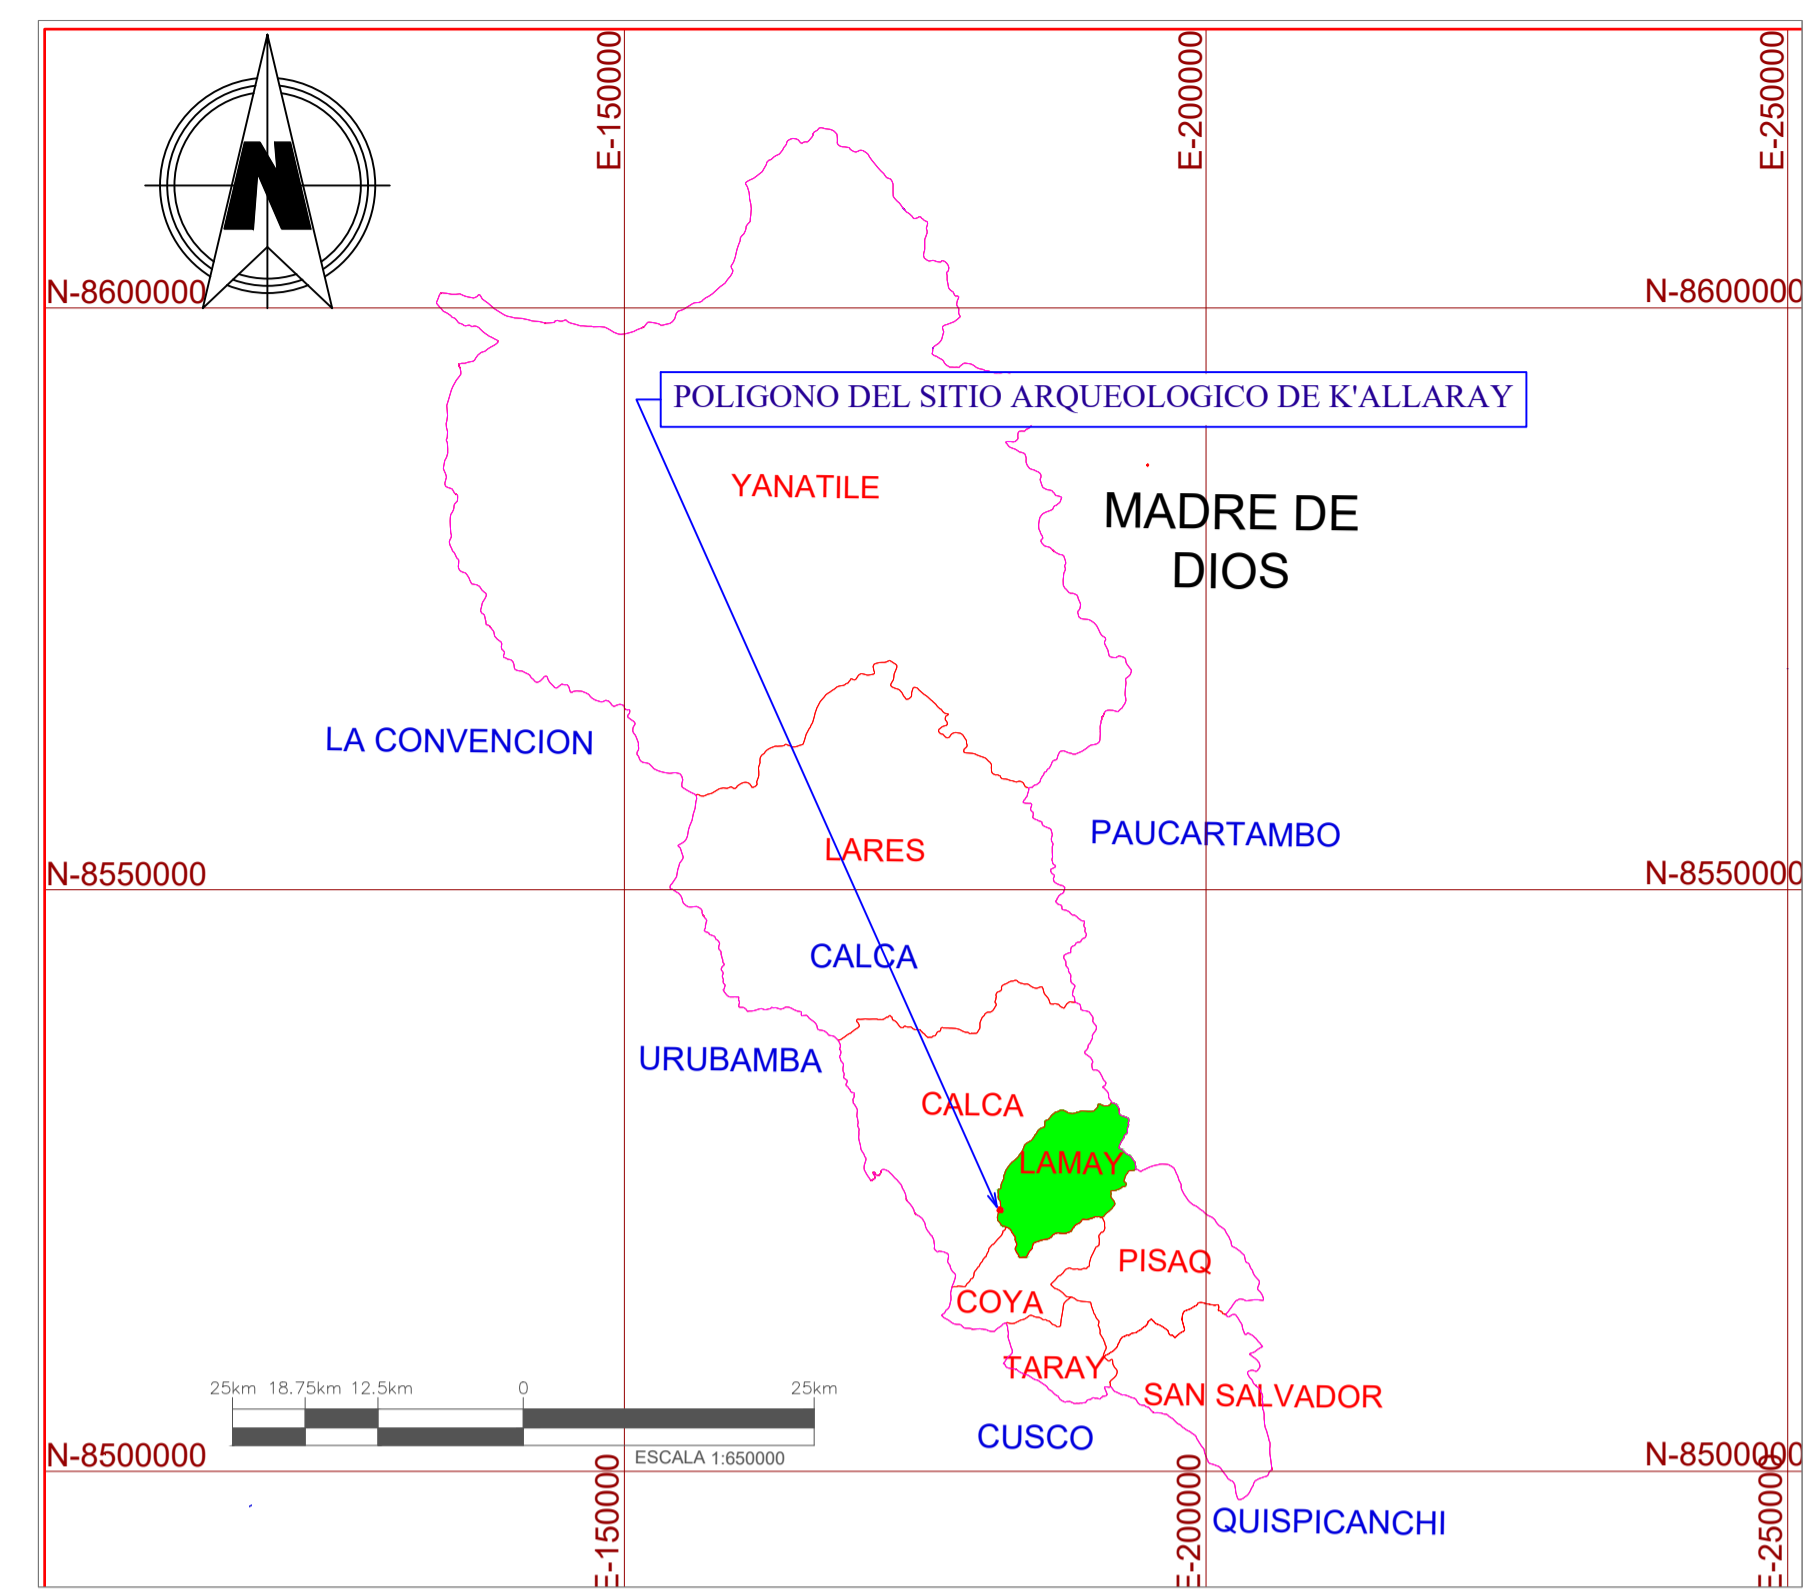 E-150000
E-200000
E-250000
N
N-8600000
N-8600000
POLIGONO DEL SITIO ARQUEOLOGICO DE K'ALLARAY
YANATILE
MADRE DE
DIOS
LA CONVENCION
PAUCARTAMBO
LARES
N-8550000
N-8550000
CALCA
URUBAMBA
CALCA
LAMAY
PISAQ
COYA
TARAY
SAN SALVADOR
25km 18.75km 12.5km 0 25km
CUSCO
ESCALA 1:650000
N-8500000
N-8500000
QUISPICANCHI
E-150000
E-200000
E-250000